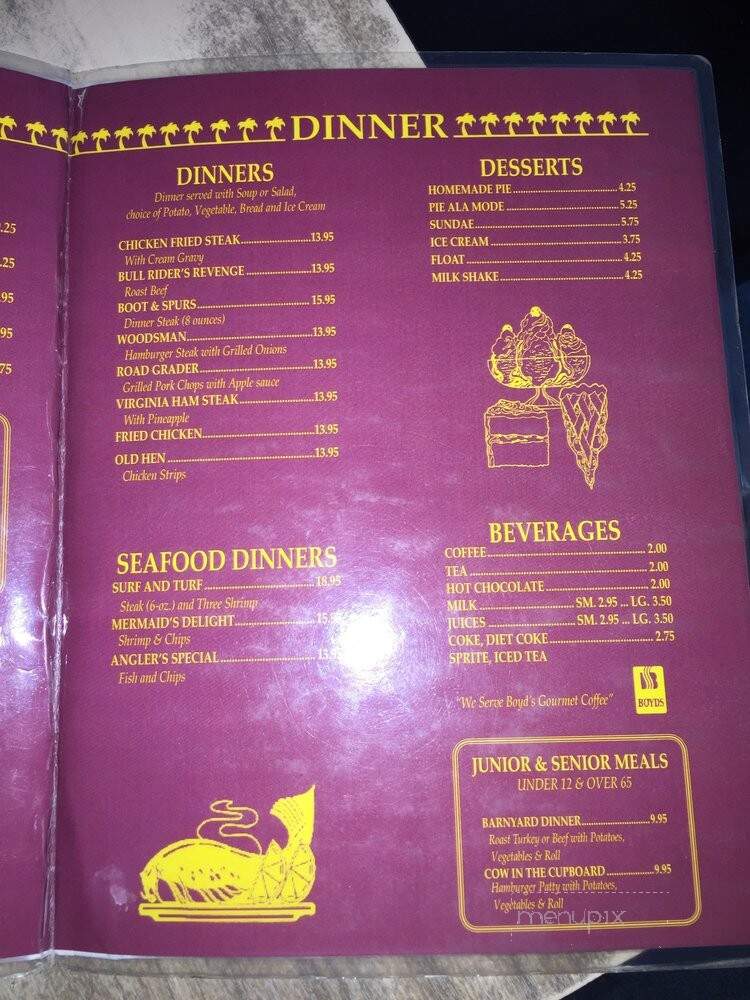 DINNER
DINNERS
Dinner served with Soup or Salad,
choice of Potato, Vegetable, Bread and Ice Cream
CHICKEN FRIED STEAK 13.95
With Cream Gravy
BULL RIDER'S REVENGE 13.95
Roast Beef
BOOT & SPURS 15.95
Dinner Steak (8 ounces)
WOODSMAN 13.95
Hamburger Steak with Grilled Onions
ROAD GRADER 13.95
Grilled Pork Chops with Apple sauce
VIRGINIA HAM STEAK 13.95
With Pineapple
FRIED CHICKEN 13.95
OLD HEN 13.95
Chicken Strips
SEAFOOD DINNERS
SURF AND TURF 18.95
Steak (6-oz.) and Three Shrimp
MERMAID'S DELIGHT
Shrimp & Chips
ANGLER'S SPECIAL
Fish and Chips
DESSERTS
HOMEMADE PIE 4.25
PIE ALA MODE 5.25
SUNDAE 5.75
ICE CREAM 3.75
FLOAT 4.25
MILK SHAKE 4.25
BEVERAGES
COFFEE 2.00
TEA 2.00
HOT CHOCOLATE 2.00
MILK SM. 2.95 ... LG. 3.50
JUICES SM. 2.95 ... LG. 3.50
COKE, DIET COKE 2.75
SPRITE, ICED TEA
"We Serve Boyd's Gourmet Coffee"
BOYDS
JUNIOR & SENIOR MEALS
UNDER 12 & OVER 65
BARNYARD DINNER 9.95
Roast Turkey or Beef with Potatoes,
Vegetables & Roll
COW IN THE CUPBOARD 9.95
Hamburger Patty with Potatoes,
Vegetables & Roll
menupix